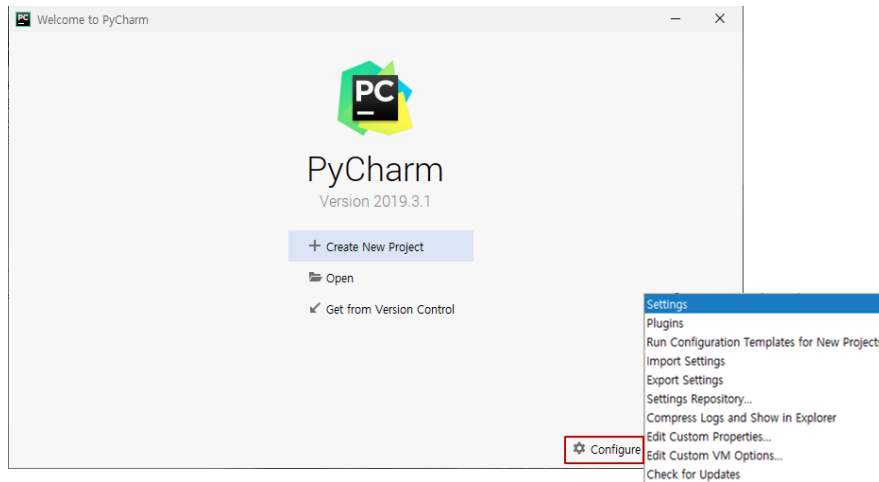 Welcome to PyCharm
PC
PyCharm
Version 2019.3.1
Create New Project
Open
Get from Version Control
Configure
Settings
Plugins
Run Configuration Templates for New Projects
Import Settings
Export Settings
Settings Repository...
Compress Logs and Show in Explorer
Edit Custom Properties...
Edit Custom VM Options...
Check for Updates